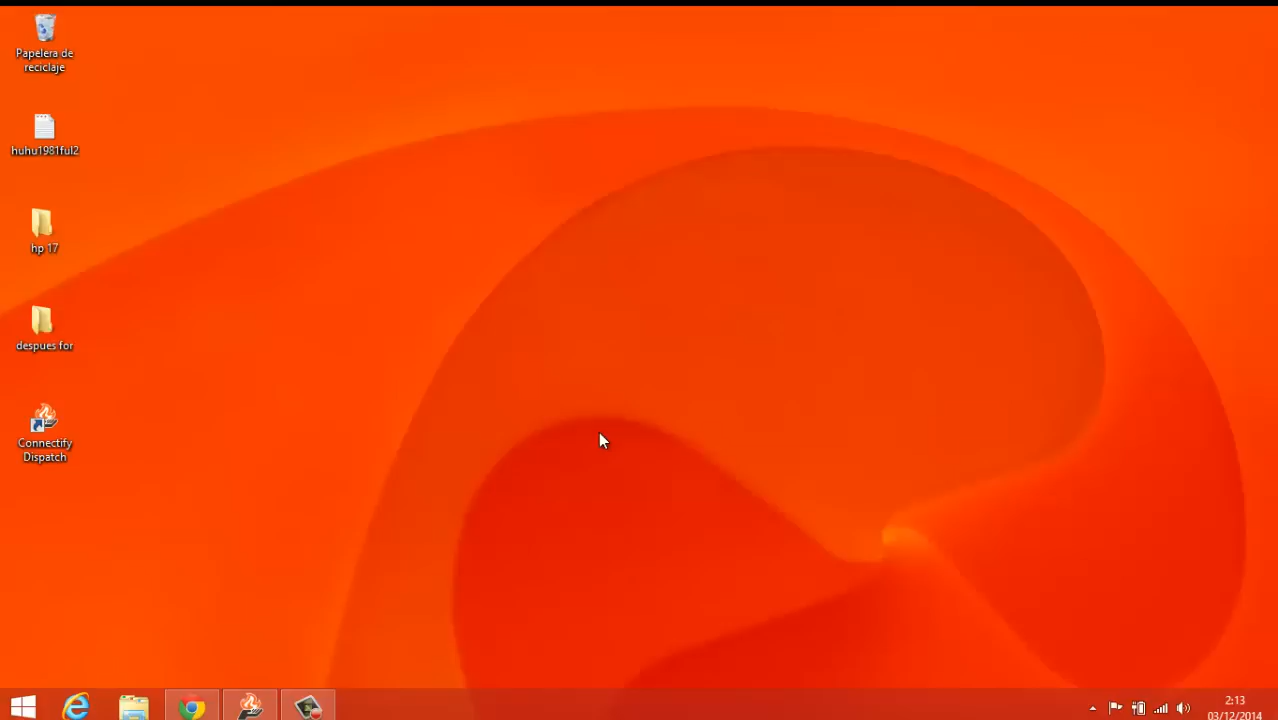 Papelera de
reciclaje
huhu1981ful2
hp 17
despues for
Connectify
Dispatch
2:13
03/12/2014